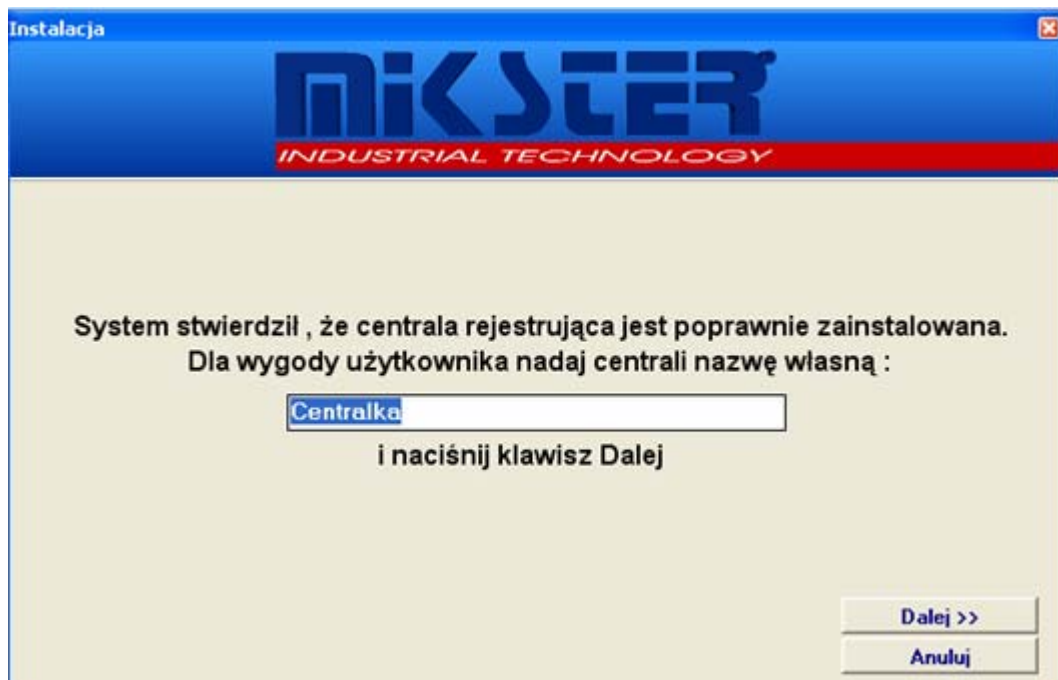 Instalacja
MIKSTER
INDUSTRIAL TECHNOLOGY
System stwierdził , że centrala rejestrująca jest poprawnie zainstalowana.
Dla wygody użytkownika nadaj centrali nazwę własną :
Centralka
i naciśnij klawisz Dalej
Dalej >>
Anuluj